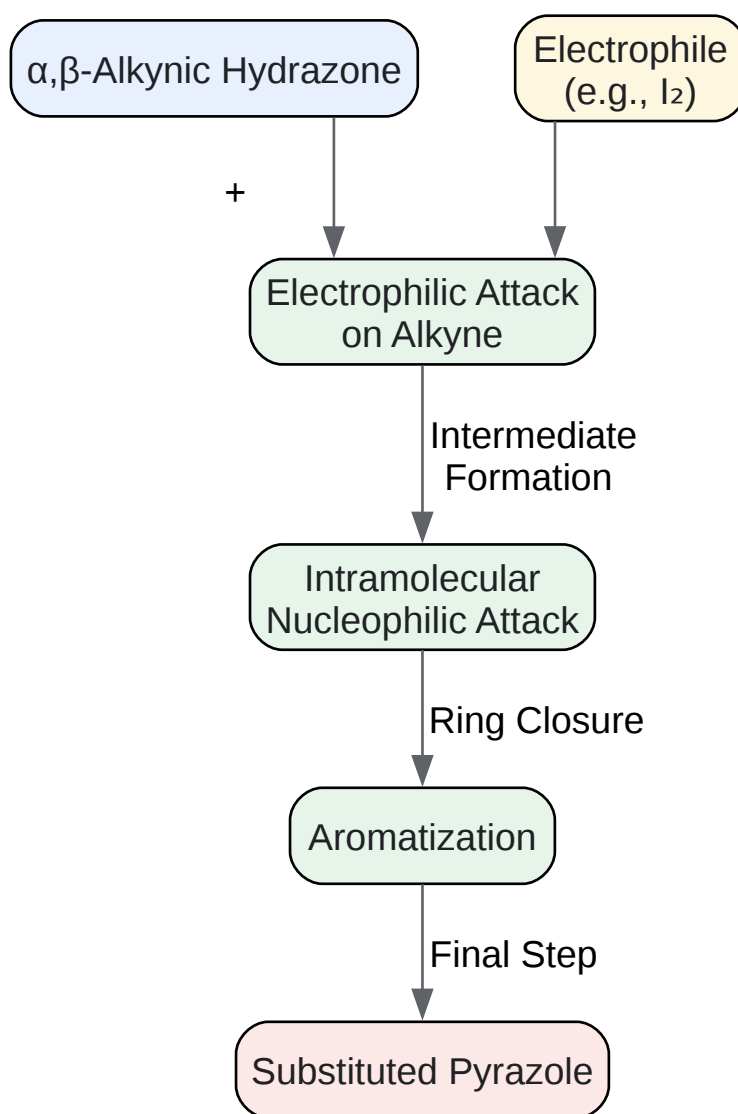 α,β-Alkynic Hydrazone
Electrophile
(e.g., I₂)
+
Electrophilic Attack
on Alkyne
Intermediate
Formation
Intramolecular
Nucleophilic Attack
Ring Closure
Aromatization
Final Step
Substituted Pyrazole